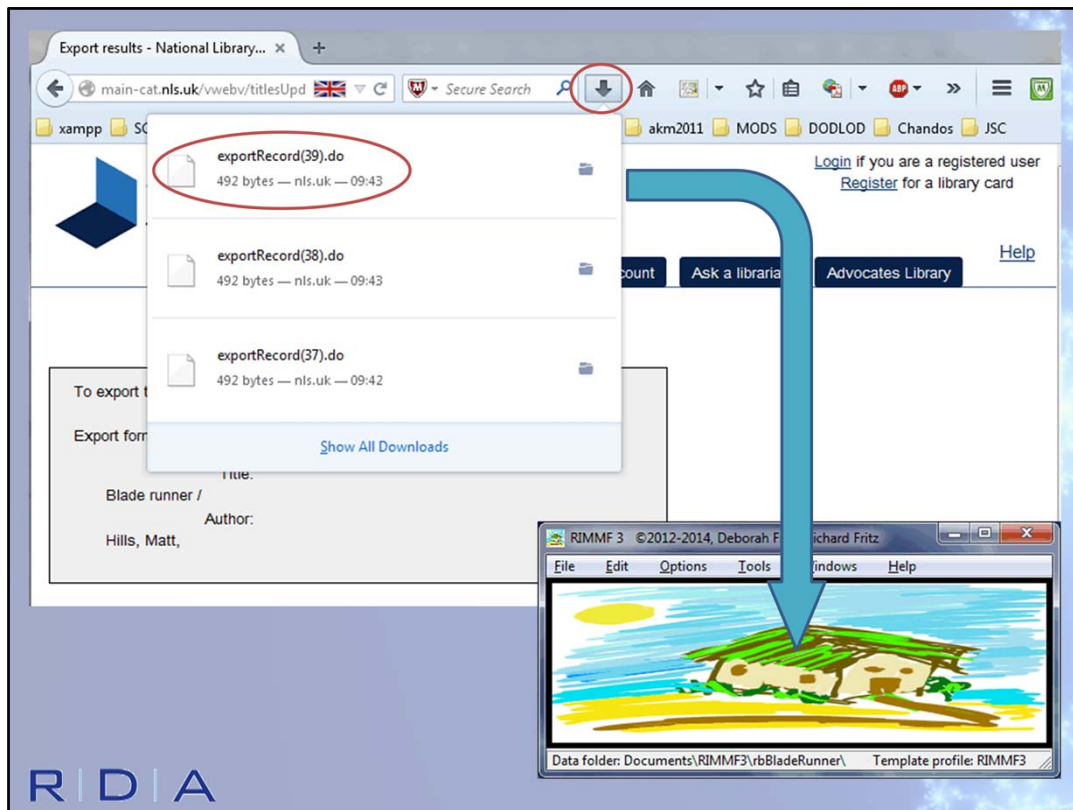 Export results - National Library... × +
main-cat.nls.uk/vwebv/titlesUpd Secure Search ABP »
xampp akm2011 MODS DODLOD Chandos JSC
exportRecord(39).do
492 bytes — nls.uk — 09:43
Login if you are a registered user
Register for a library card
exportRecord(38).do
492 bytes — nls.uk — 09:43
Help
Ask a libraria Advocates Library
exportRecord(37).do
492 bytes — nls.uk — 09:42
To export t
Export forn
Show All Downloads
Title:
Blade runner /
Author:
Hills, Matt,
RIMMF 3 ©2012-2014, Deborah F ichard Fritz
File Edit Options Tools indows Help
Data folder: Documents\RIMMF3\rbBladeRunner\ Template profile: RIMMF3
R|D|A